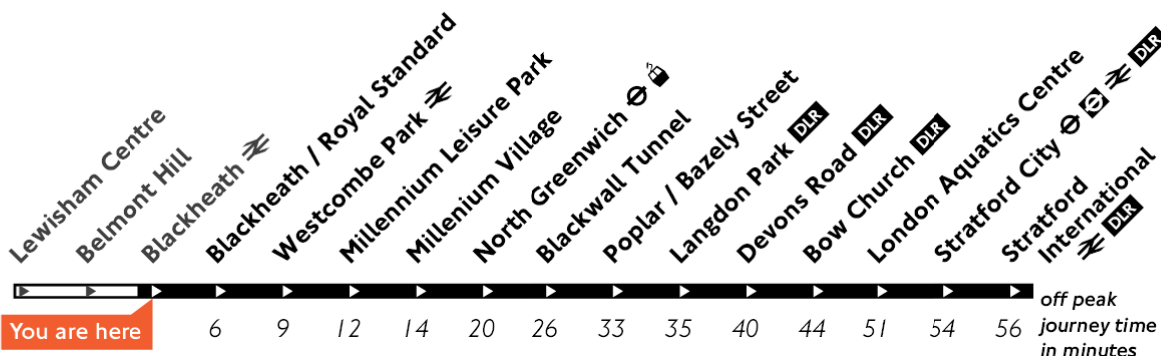 Lewisham Centre
Belmont Hill
Blackheath
Blackheath / Royal Standard
Westcombe Park
Millennium Leisure Park
Millenium Village
North Greenwich
Blackwall Tunnel
Poplar / Bazely Street
Langdon Park DLR
Devons Road DLR
Bow Church DLR
London Aquatics Centre
Stratford City DLR
Stratford
International
DLR
You are here
6 9 12 14 20 26 33 35 40 44 51 54 56
off peak
journey time
in minutes